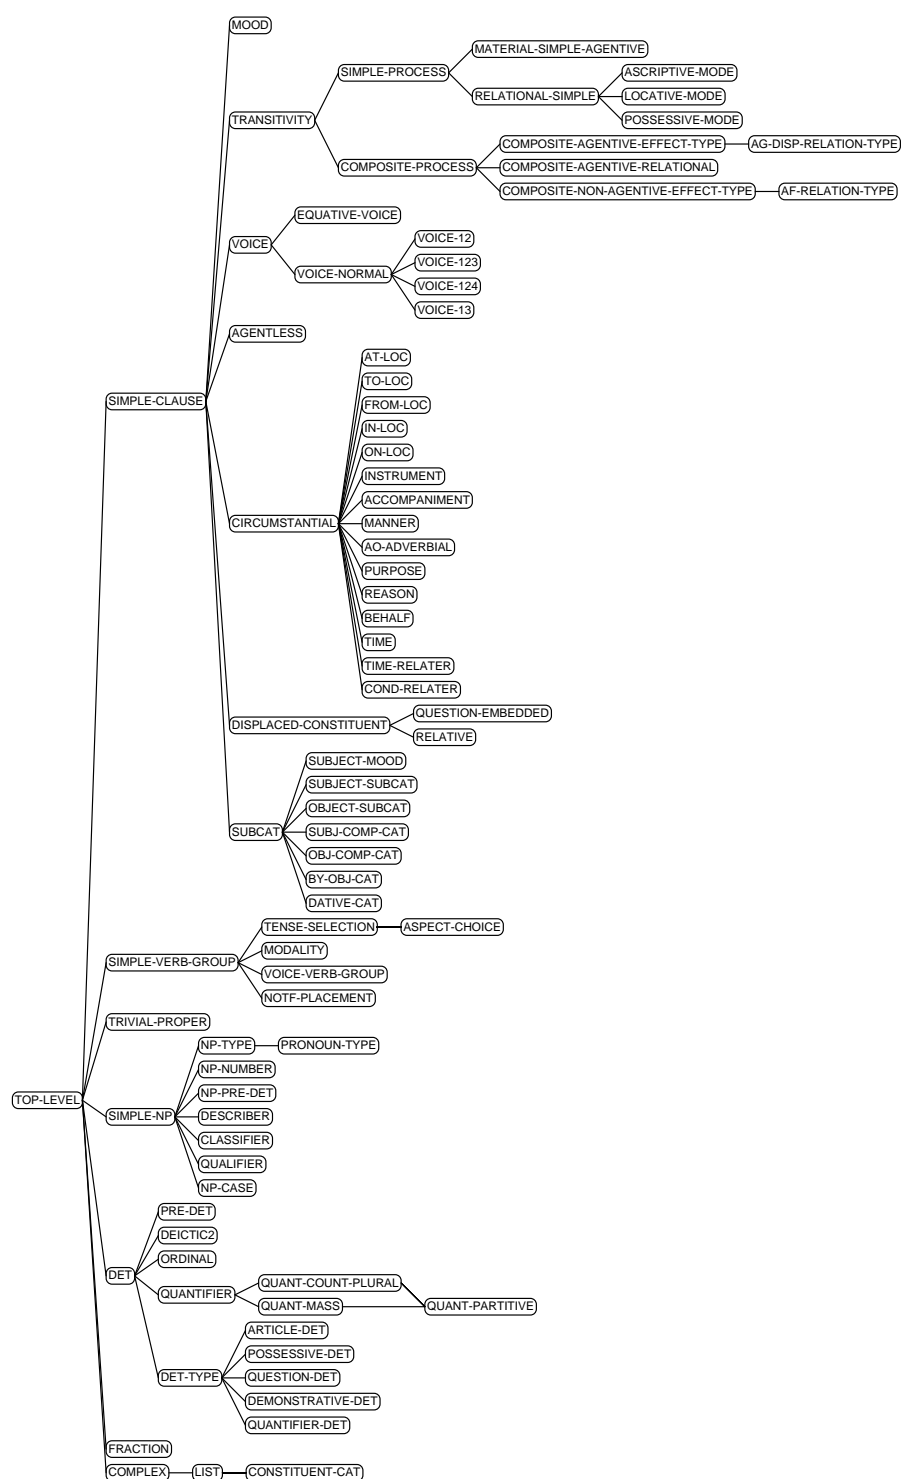 MOOD
MATERIAL-SIMPLE-AGENTIVE
SIMPLE-PROCESS
ASCRIPTIVE-MODE
RELATIONAL-SIMPLE
LOCATIVE-MODE
TRANSITIVITY
POSSESSIVE-MODE
COMPOSITE-AGENTIVE-EFFECT-TYPE
AG-DISP-RELATION-TYPE
COMPOSITE-PROCESS
COMPOSITE-AGENTIVE-RELATIONAL
COMPOSITE-NON-AGENTIVE-EFFECT-TYPE
AF-RELATION-TYPE
EQUATIVE-VOICE
VOICE
VOICE-12
VOICE-123
VOICE-NORMAL
VOICE-124
VOICE-13
AGENTLESS
AT-LOC
TO-LOC
SIMPLE-CLAUSE
FROM-LOC
IN-LOC
ON-LOC
INSTRUMENT
ACCOMPANIMENT
CIRCUMSTANTIAL
MANNER
AO-ADVERBIAL
PURPOSE
REASON
BEHALF
TIME
TIME-RELATER
COND-RELATER
DISPLACED-CONSTITUENT
QUESTION-EMBEDDED
RELATIVE
SUBJECT-MOOD
SUBJECT-SUBCAT
OBJECT-SUBCAT
SUBCAT
SUBJ-COMP-CAT
OBJ-COMP-CAT
BY-OBJ-CAT
DATIVE-CAT
TENSE-SELECTION
ASPECT-CHOICE
SIMPLE-VERB-GROUP
MODALITY
VOICE-VERB-GROUP
NOTF-PLACEMENT
TRIVIAL-PROPER
NP-TYPE
PRONOUN-TYPE
NP-NUMBER
TOP-LEVEL
NP-PRE-DET
SIMPLE-NP
DESCRIBER
CLASSIFIER
QUALIFIER
NP-CASE
PRE-DET
DEICTIC2
ORDINAL
DET
QUANTIFIER
QUANT-COUNT-PLURAL
QUANT-MASS
QUANT-PARTITIVE
ARTICLE-DET
POSSESSIVE-DET
DET-TYPE
QUESTION-DET
DEMONSTRATIVE-DET
QUANTIFIER-DET
FRACTION
COMPLEX
LIST
CONSTITUENT-CAT